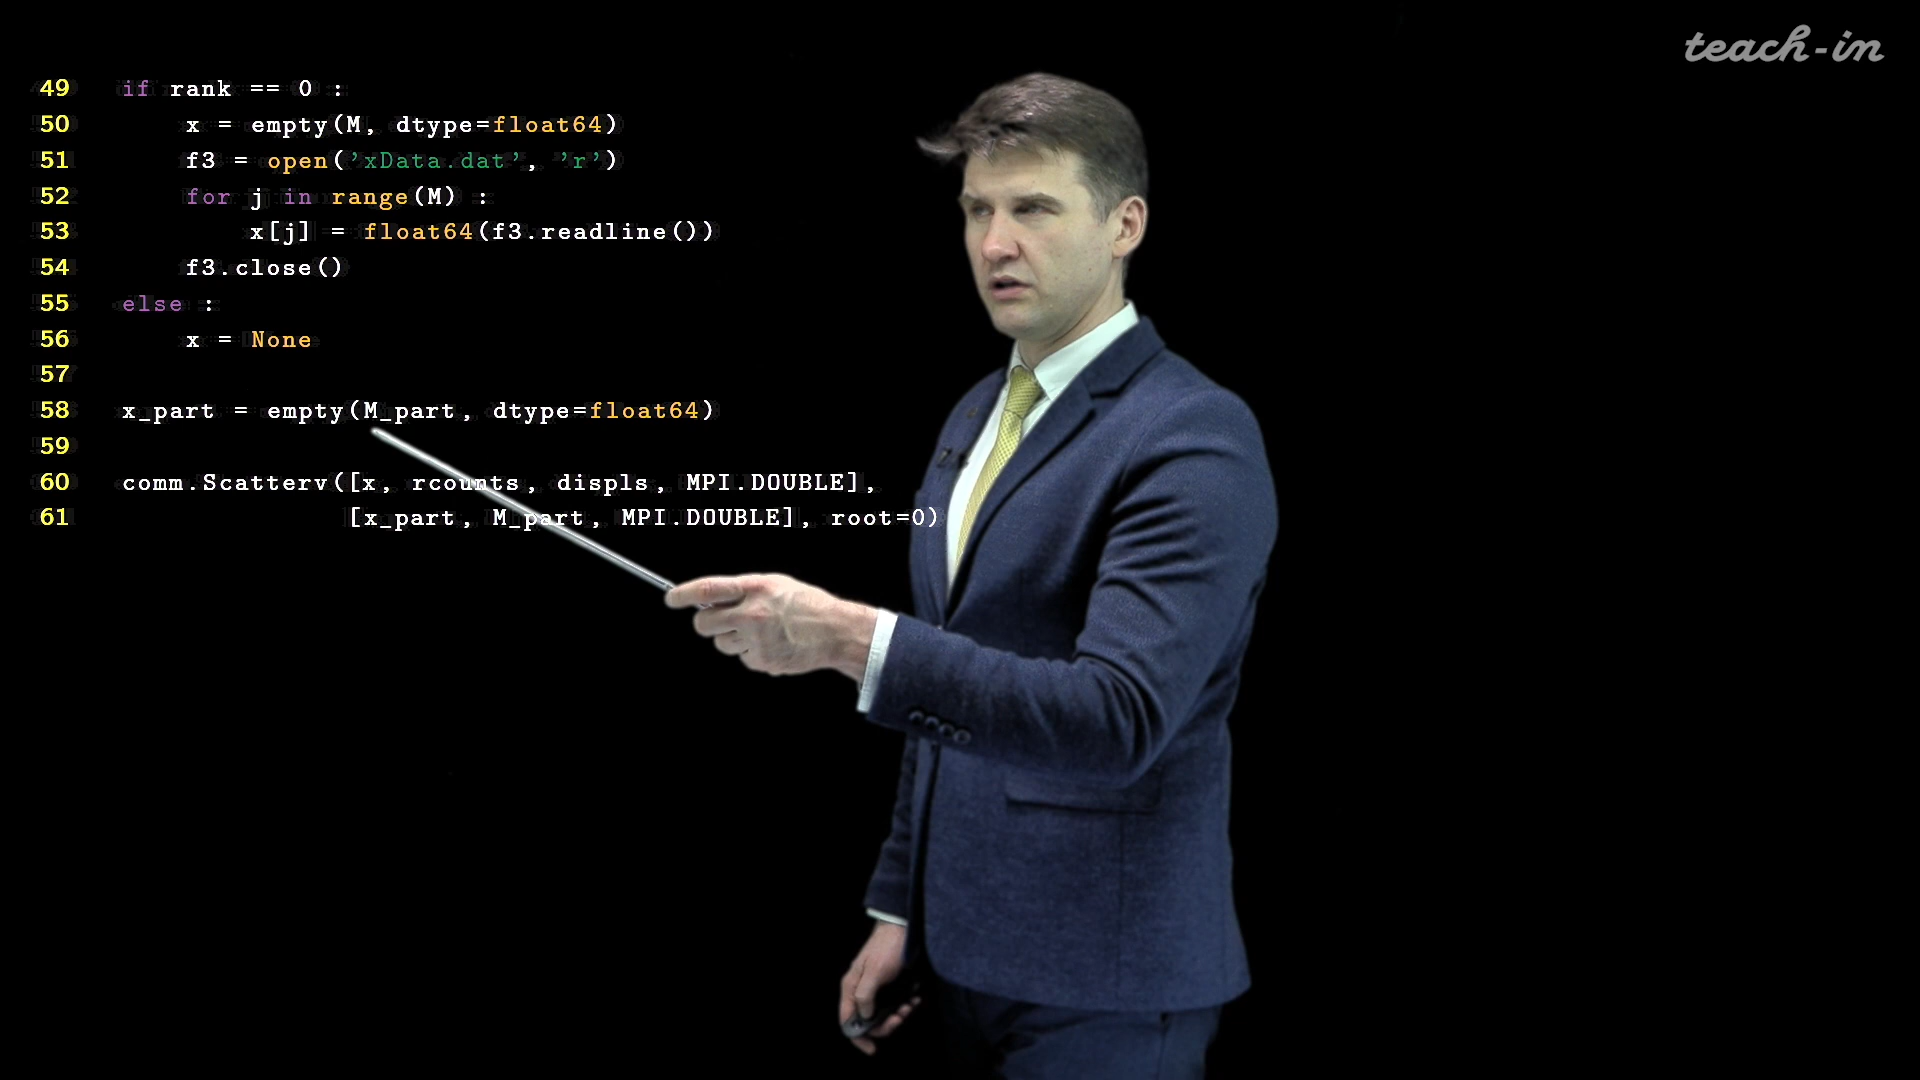 teach-in
49 if rank == 0 :
50 x = empty(M, dtype=float64)
51 f3 = open('xData.dat', 'r')
52 for j in range(M) :
53 x[j] = float64(f3.readline())
54 f3.close()
55 else :
56 x = None
57
58 x_part = empty(M_part, dtype=float64)
59
60 comm.Scatterv([x, rcounts, displs, MPI.DOUBLE],
61 [x_part, M_part, MPI.DOUBLE], root=0)